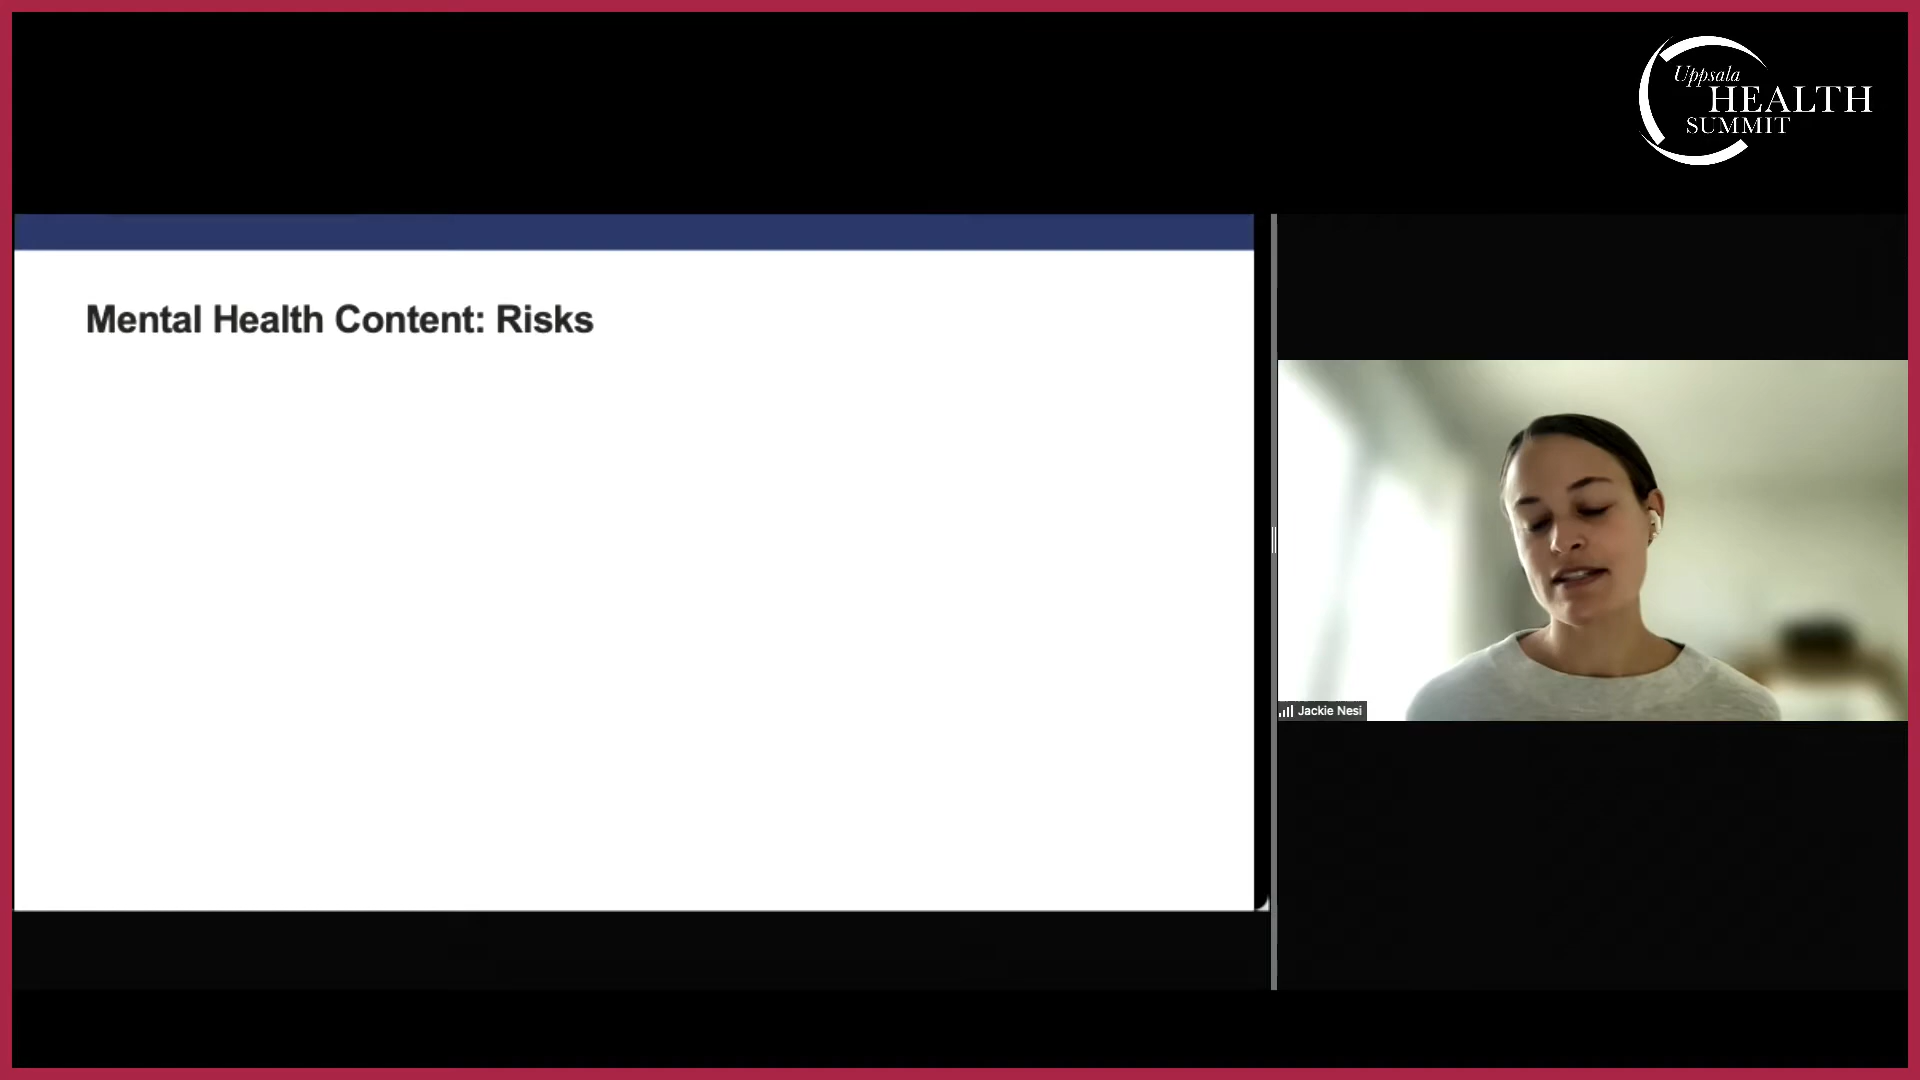 Uppsala
HEALTH
SUMMIT
Mental Health Content: Risks
Jackie Nesi